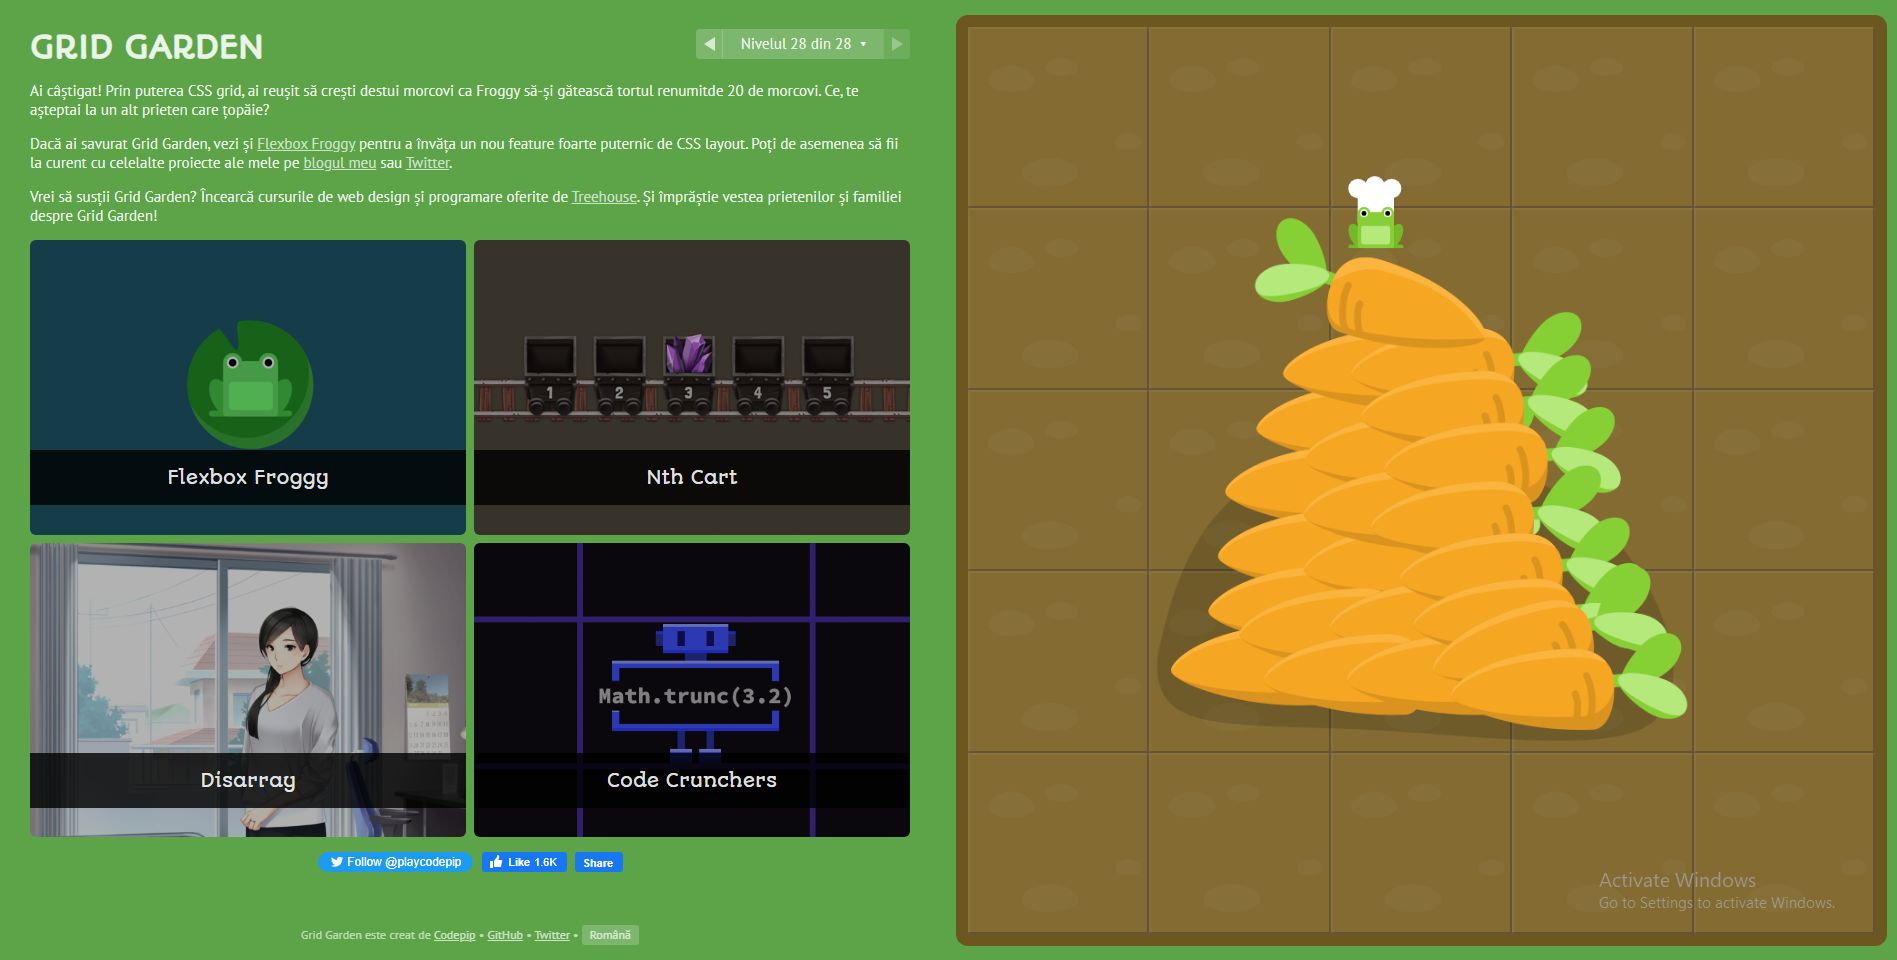 GRID GARDEN
Nivelul 28 din 28
Ai câștigat! Prin puterea CSS grid, ai reușit să crești destui morcovi ca Froggy să-și gătească tortul renumitde 20 de morcovi. Ce, te
așteptai la un alt prieten care țopăie?
Dacă ai savurat Grid Garden, vezi și Flexbox Froggy pentru a învăța un nou feature foarte puternic de CSS layout. Poți de asemenea să fii
la curent cu celelalte proiecte ale mele pe blogul meu sau Twitter.
Vrei să susții Grid Garden? Încearcă cursurile de web design și programare oferite de Treehouse. Și împrăștie vestea prietenilor și familiei
despre Grid Garden!
Flexbox Froggy
1 2 3 4 5
Nth Cart
Disarray
Math.trunc(3.2)
Code Crunchers
Follow @playcodepip
Like 1.6K
Share
Grid Garden este creat de Codepip • GitHub • Twitter • Română
Activate Windows
Go to Settings to activate Windows.